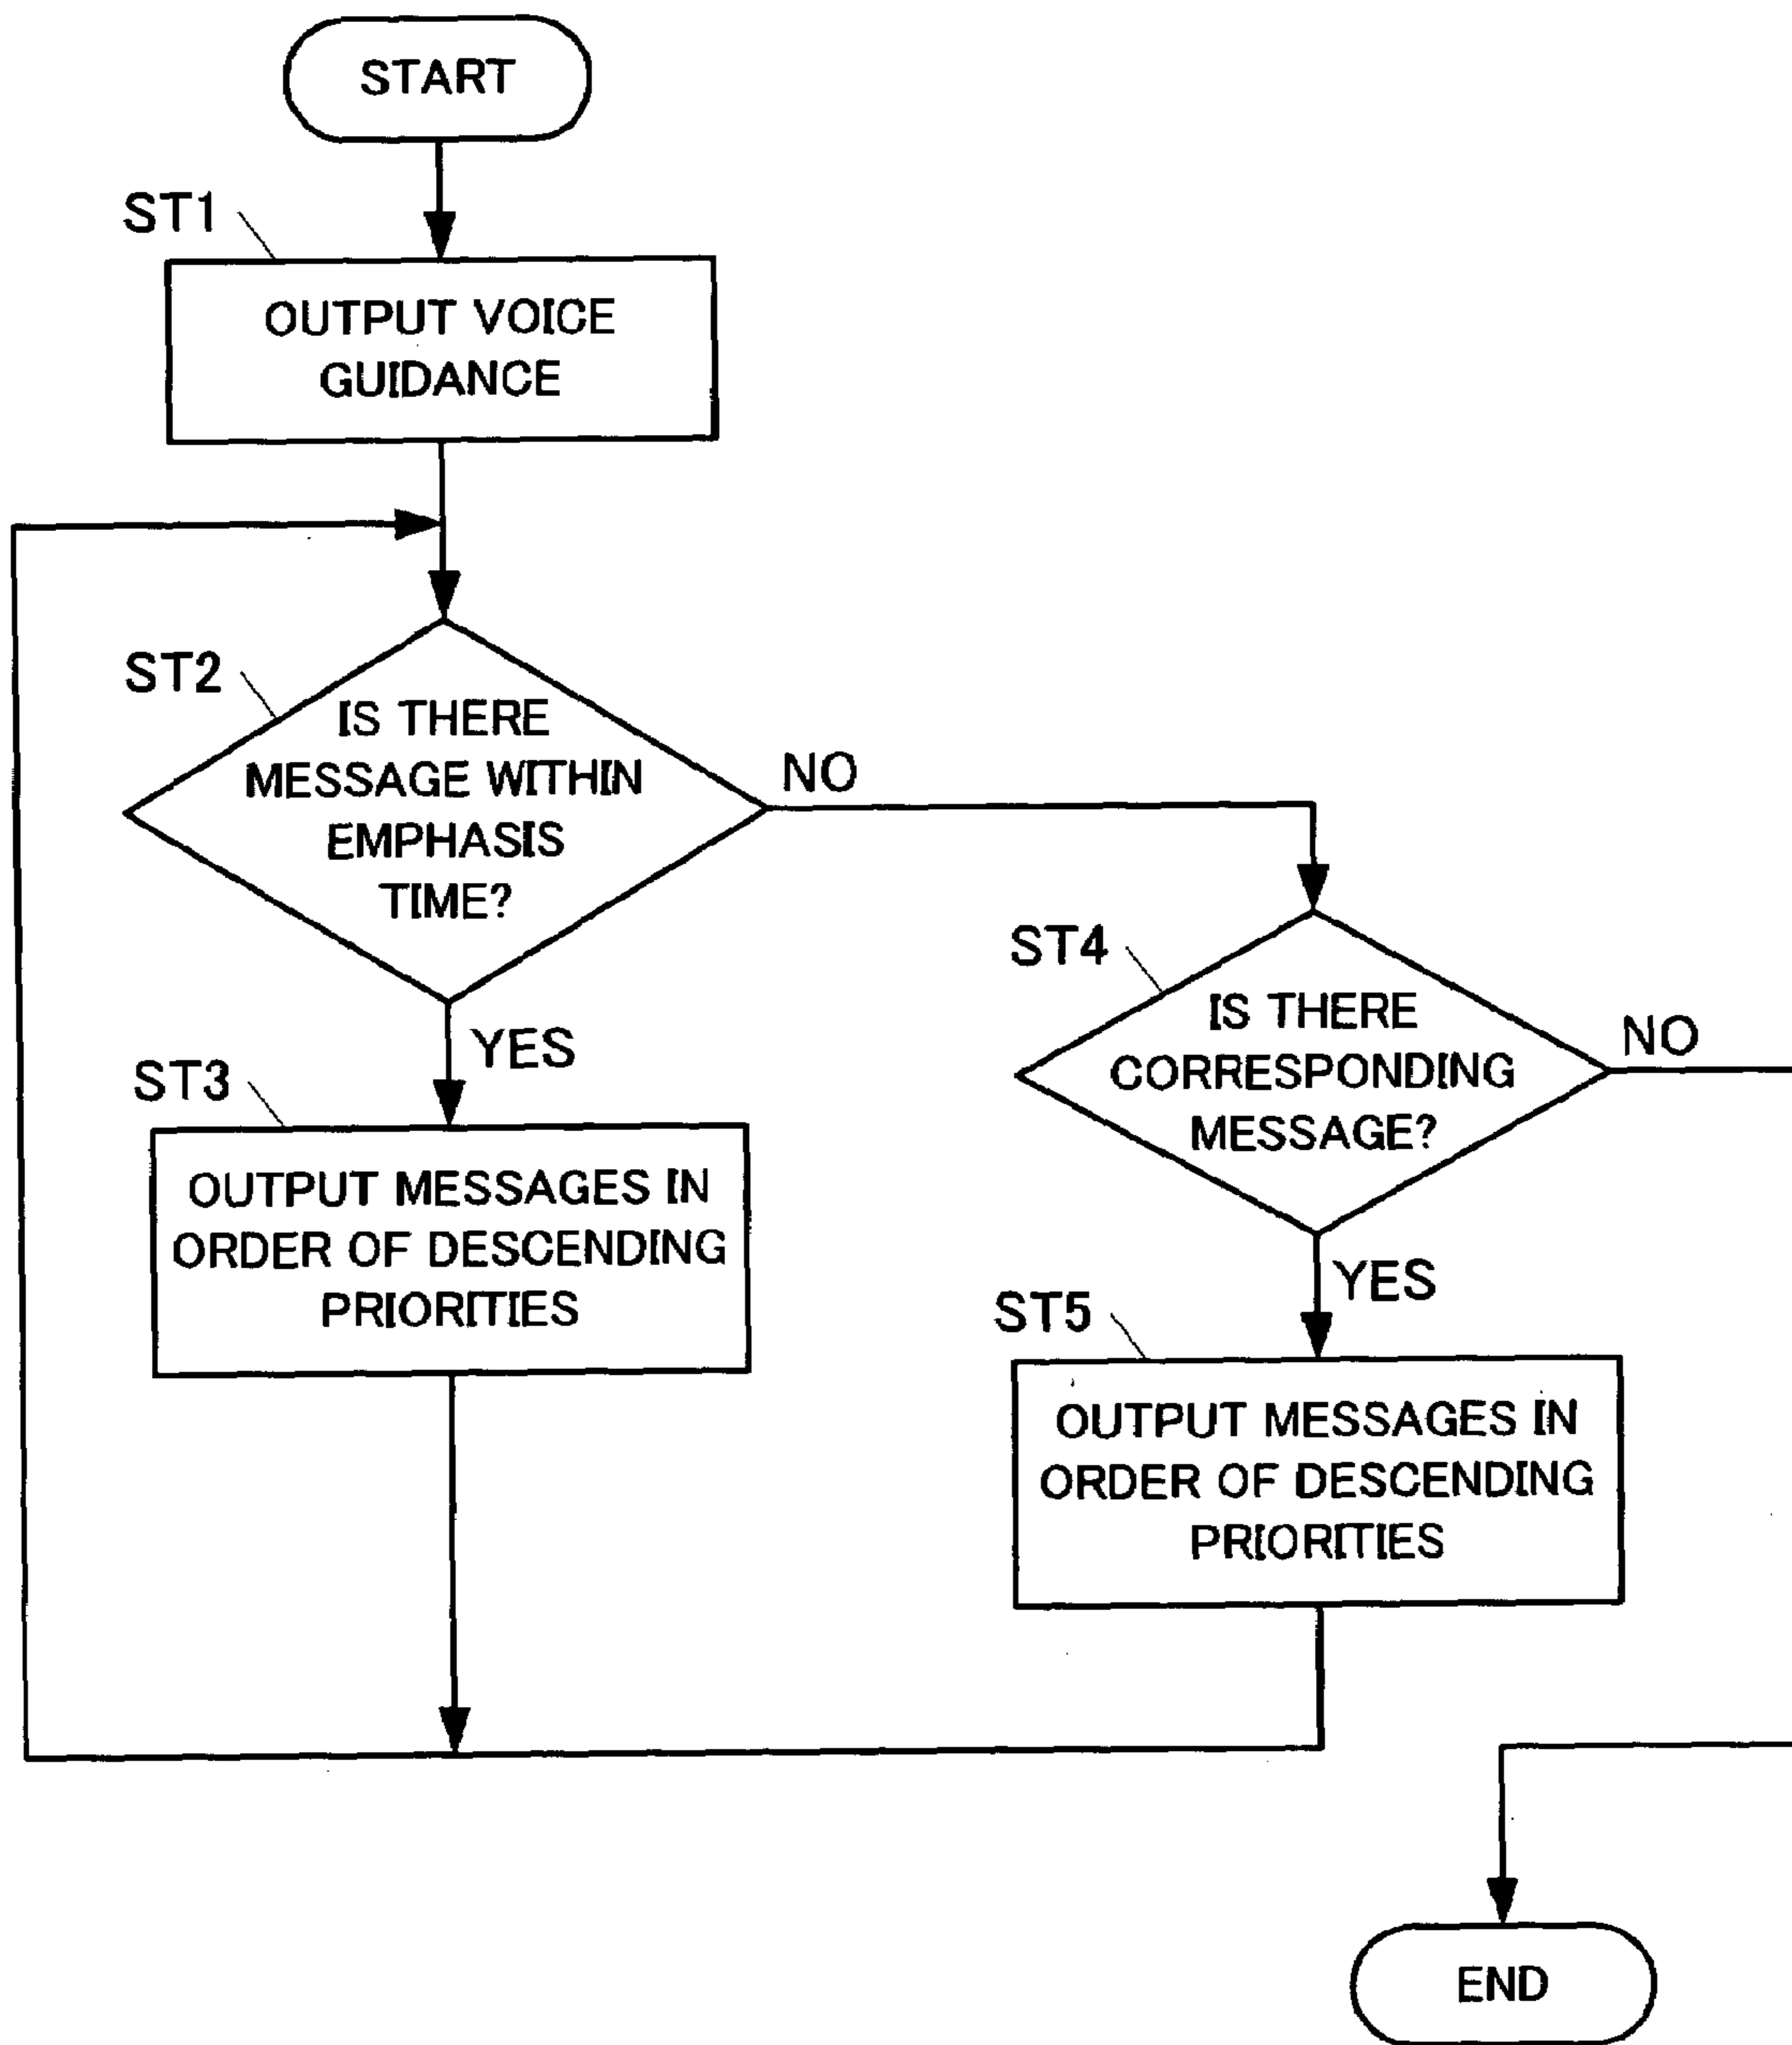 START
ST1
OUTPUT VOICE
GUIDANCE
ST2
IS THERE
MESSAGE WITHIN
EMPHASIS
TIME?
NO
YES
ST3
OUTPUT MESSAGES IN
ORDER OF DESCENDING
PRIORITIES
ST4
IS THERE
CORRESPONDING
MESSAGE?
NO
YES
ST5
OUTPUT MESSAGES IN
ORDER OF DESCENDING
PRIORITIES
END